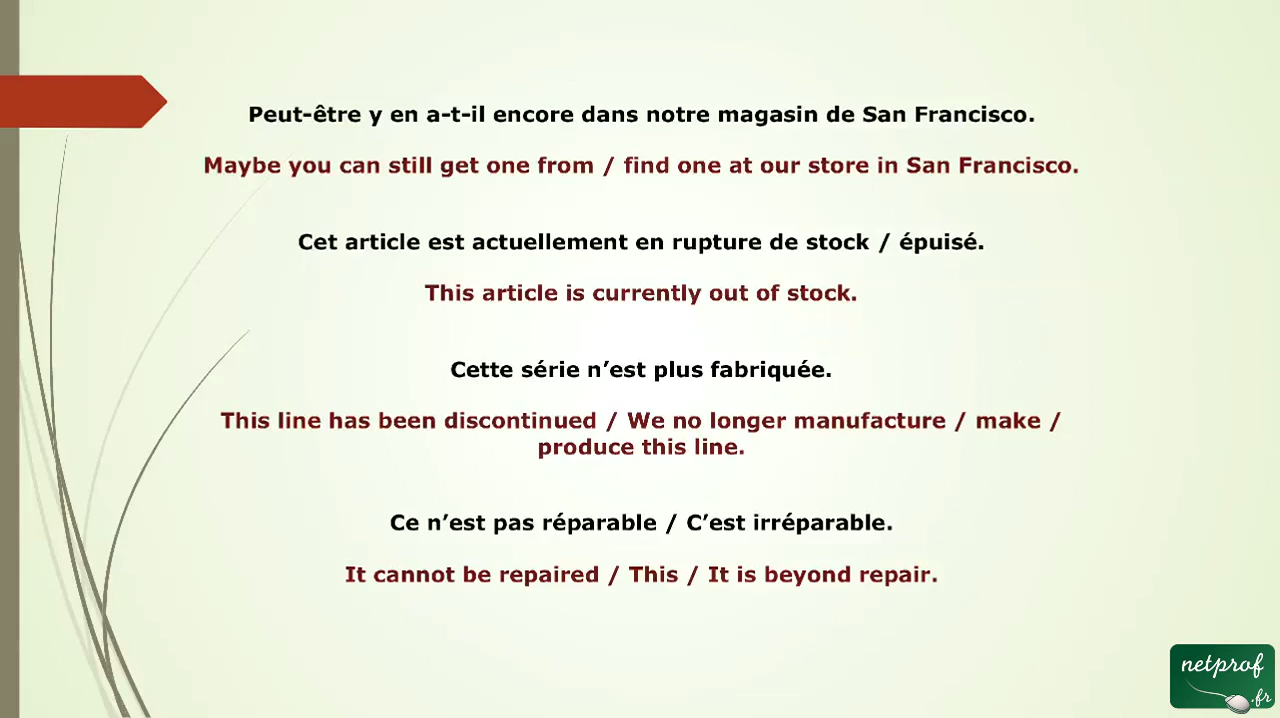 Peut-être y en a-t-il encore dans notre magasin de San Francisco.
Maybe you can still get one from / find one at our store in San Francisco.
Cet article est actuellement en rupture de stock / épuisé.
This article is currently out of stock.
Cette série n’est plus fabriquée.
This line has been discontinued / We no longer manufacture / make /
produce this line.
Ce n’est pas réparable / C’est irréparable.
It cannot be repaired / This / It is beyond repair.
netprof
.fr